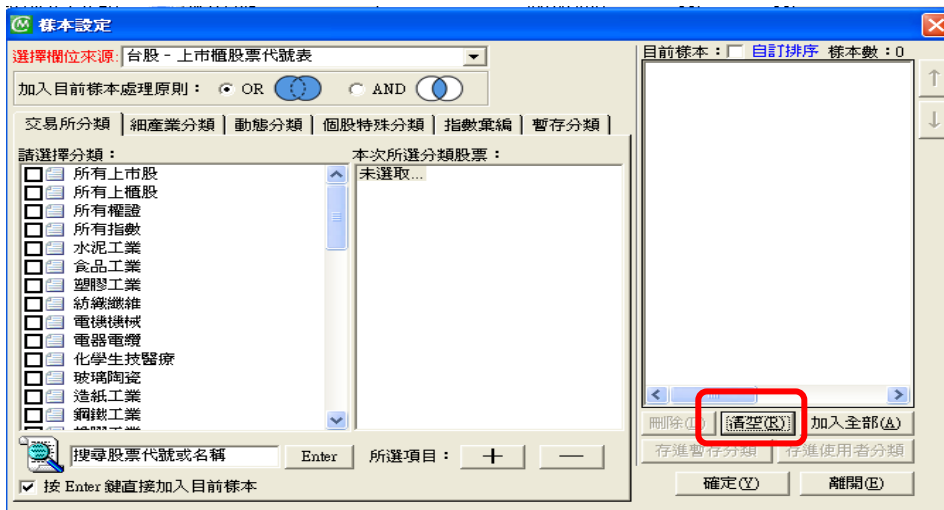 樣本設定
選擇欄位來源: 台股 - 上市櫃股票代號表
加入目前樣本處理原則： OR AND
交易所分類 細產業分類 動態分類 個股特殊分類 指數彙編 暫存分類
請選擇分類：
所有上市股
所有上櫃股
所有權證
所有指數
水泥工業
食品工業
塑膠工業
紡織纖維
電機機械
電器電纜
化學生技醫療
玻璃陶瓷
造紙工業
鋼鐵工業
本次所選分類股票：
未選取...
搜尋股票代號或名稱 Enter 所選項目：
按 Enter 鍵直接加入目前樣本
目前樣本： 自訂排序 樣本數：0
刪除(D) 清空(R) 加入全部(A)
存進暫存分類 存進使用者分類
確定(Y) 離開(E)